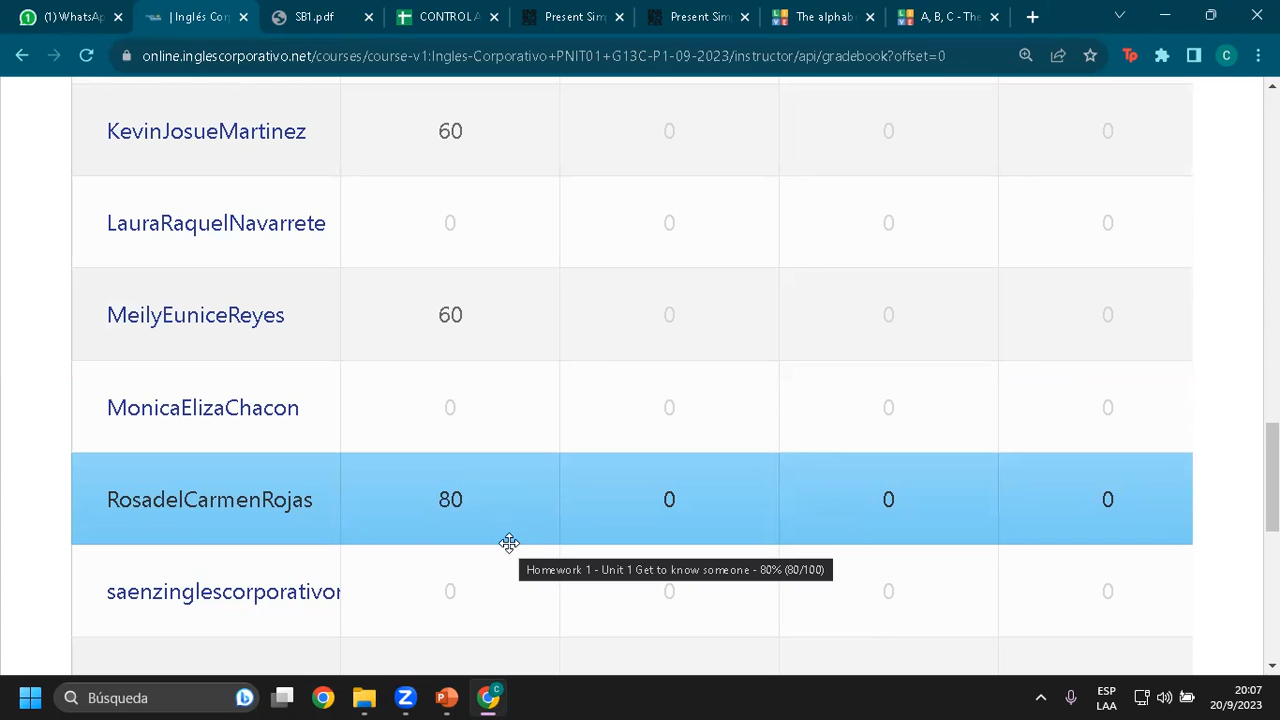 (1) WhatsA
| Inglés Cor
SB1.pdf
CONTROL A
Present Sim
Present Sim
The alphab
A, B, C - The
online.inglescorporativo.net/courses/course-v1:Ingles-Corporativo+PNIT01+G13C-P1-09-2023/instructor/api/gradebook?offset=0
KevinJosueMartinez 60 0 0 0
LauraRaquelNavarrete 0 0 0 0
MeilyEuniceReyes 60 0 0 0
MonicaElizaChacon 0 0 0 0
RosadelCarmenRojas 80 0 0 0
Homework 1 - Unit 1 Get to know someone - 80% (80/100)
saenzinglescorporativor 0 0 0 0
Búsqueda
ESP
LAA
20:07
20/9/2023